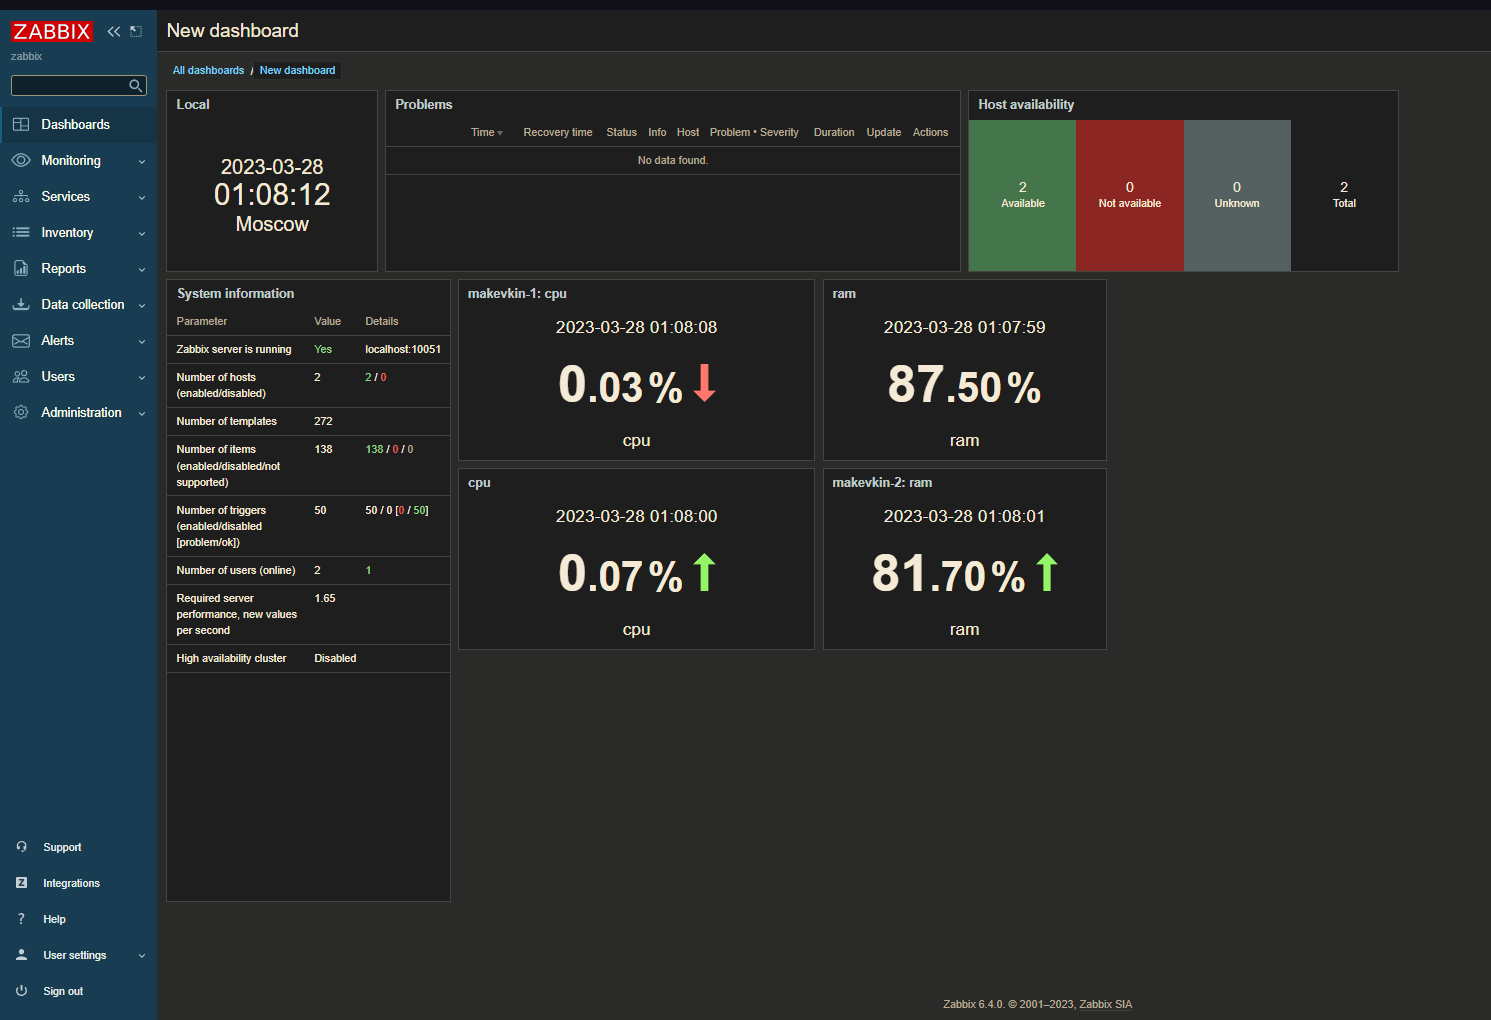 ZABBIX
zabbix
Dashboards
Monitoring
Services
Inventory
Reports
Data collection
Alerts
Users
Administration
Support
Integrations
Help
User settings
Sign out
New dashboard
All dashboards / New dashboard
Local
2023-03-28
01:08:12
Moscow
Problems
Time Recovery time Status Info Host Problem • Severity Duration Update Actions
No data found.
Host availability
2
Available
0
Not available
0
Unknown
2
Total
System information
Parameter Value Details
Zabbix server is running Yes localhost:10051
Number of hosts (enabled/disabled) 2 2 / 0
Number of templates 272
Number of items (enabled/disabled/not supported) 138 138 / 0 / 0
Number of triggers (enabled/disabled [problem/ok]) 50 50 / 0 [0 / 50]
Number of users (online) 2 1
Required server performance, new values per second 1.65
High availability cluster Disabled
makevkin-1: cpu
2023-03-28 01:08:08
0.03 %
cpu
ram
2023-03-28 01:07:59
87.50 %
ram
cpu
2023-03-28 01:08:00
0.07 %
cpu
makevkin-2: ram
2023-03-28 01:08:01
81.70 %
ram
Zabbix 6.4.0. © 2001–2023, Zabbix SIA